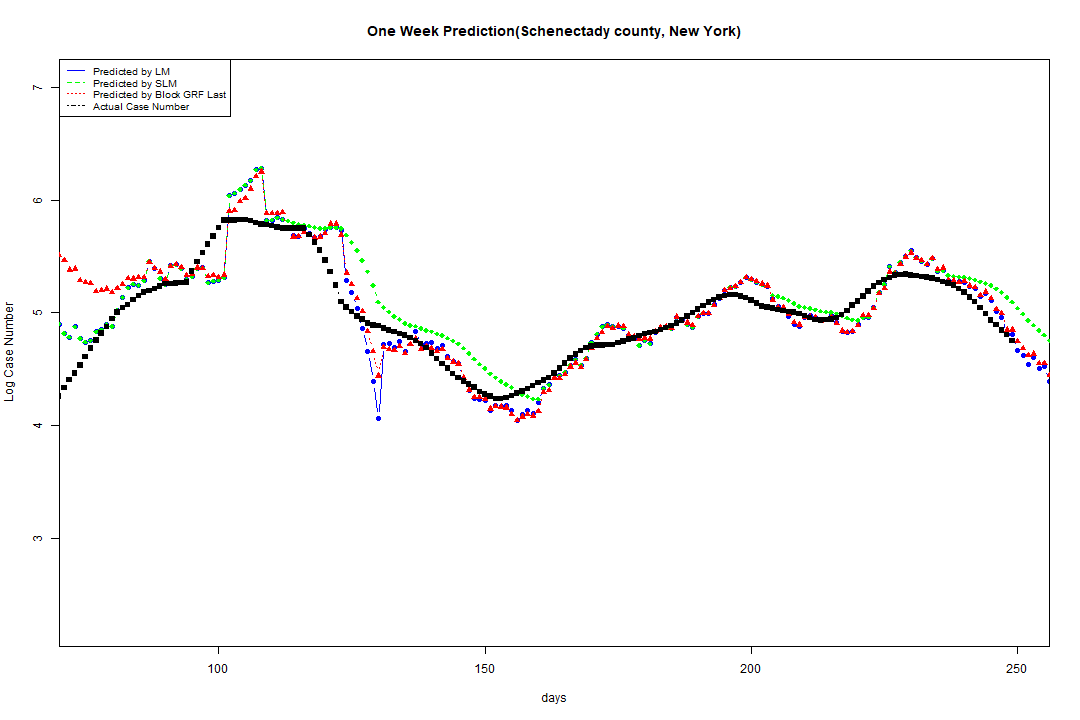 One Week Prediction(Schenectady county, New York)
Predicted by LM
Predicted by SLM
Predicted by Block GRF Last
Actual Case Number
7
6
5
4
3
Log Case Number
100 150 200 250
days